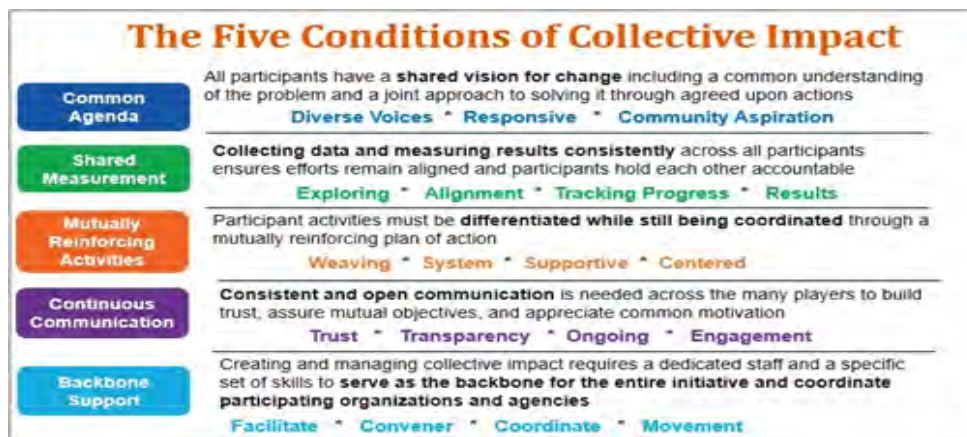 The Five Conditions of Collective Impact
Common
Agenda
All participants have a shared vision for change including a common understanding
of the problem and a joint approach to solving it through agreed upon actions
Diverse Voices * Responsive * Community Aspiration
Shared
Measurement
Collecting data and measuring results consistently across all participants
ensures efforts remain aligned and participants hold each other accountable
Exploring * Alignment * Tracking Progress * Results
Mutually
Reinforcing
Activities
Participant activities must be differentiated while still being coordinated through a
mutually reinforcing plan of action
Weaving * System * Supportive * Centered
Continuous
Communication
Consistent and open communication is needed across the many players to build
trust, assure mutual objectives, and appreciate common motivation
Trust * Transparency * Ongoing * Engagement
Backbone
Support
Creating and managing collective impact requires a dedicated staff and a specific
set of skills to serve as the backbone for the entire initiative and coordinate
participating organizations and agencies
Facilitate * Convener * Coordinate * Movement